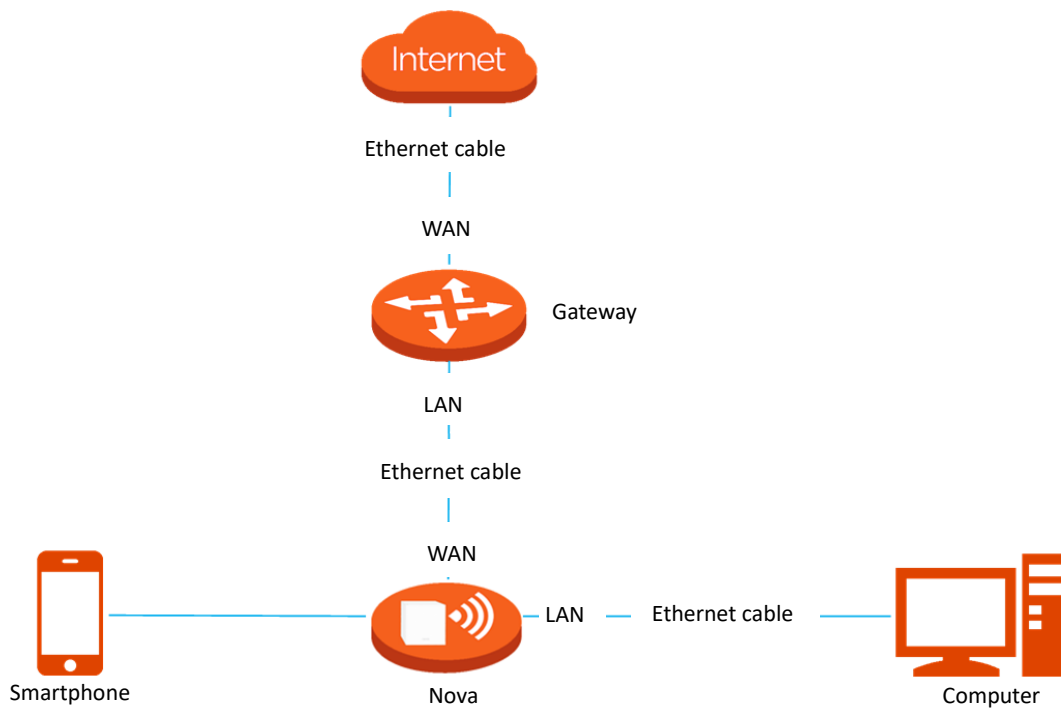 Internet
Ethernet cable
WAN
Gateway
LAN
Ethernet cable
WAN
LAN
Ethernet cable
Smartphone
Nova
Computer